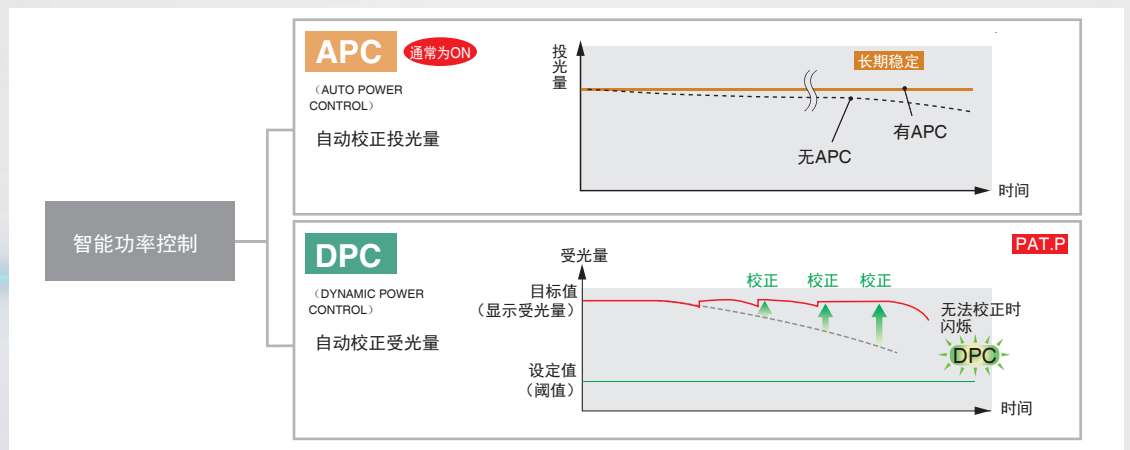 智能功率控制
APC
通常为ON
（AUTO POWER
CONTROL）
自动校正投光量
投光量
长期稳定
有APC
无APC
时间
DPC
（DYNAMIC POWER
CONTROL）
自动校正受光量
PAT.P
受光量
目标值
（显示受光量）
校正 校正 校正
无法校正时
闪烁
DPC
设定值
（阈值）
时间